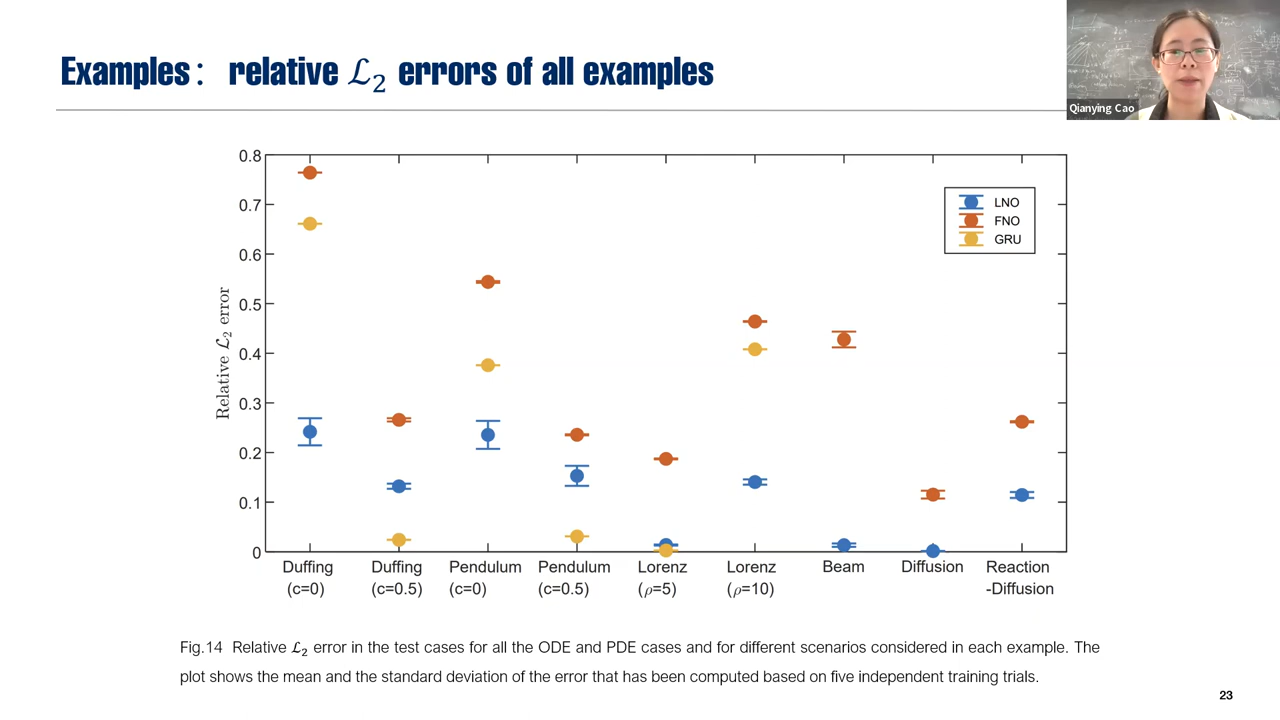 Examples: relative ℒ2 errors of all examples
Qianying Cao
0.8
0.7
0.6
0.5
0.4
0.3
0.2
0.1
0
Relative ℒ2 error
LNO
FNO
GRU
Duffing (c=0)
Duffing (c=0.5)
Pendulum (c=0)
Pendulum (c=0.5)
Lorenz (ρ=5)
Lorenz (ρ=10)
Beam
Diffusion
Reaction -Diffusion
Fig.14 Relative ℒ2 error in the test cases for all the ODE and PDE cases and for different scenarios considered in each example. The
plot shows the mean and the standard deviation of the error that has been computed based on five independent training trials.
23